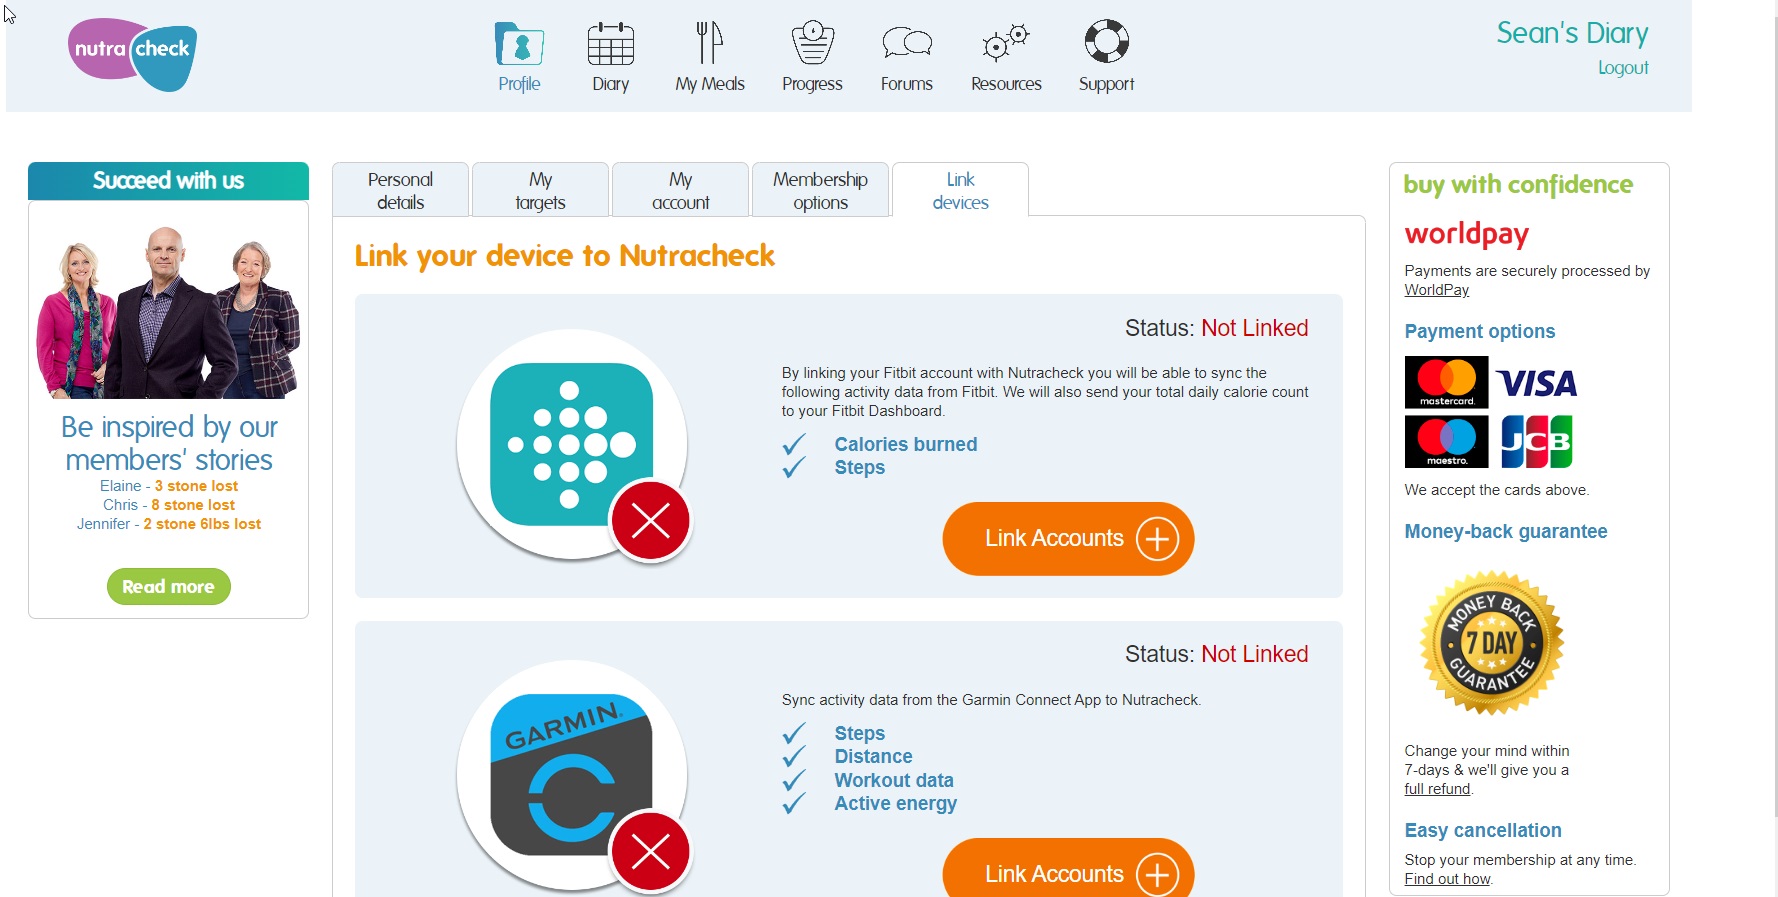 nutra check
Profile
Diary
My Meals
Progress
Forums
Resources
Support
Sean's Diary
Logout
Succeed with us
Be inspired by our
members' stories
Elaine - 3 stone lost
Chris - 8 stone lost
Jennifer - 2 stone 6lbs lost
Read more
Personal
details
My
targets
My
account
Membership
options
Link
devices
Link your device to Nutracheck
Status: Not Linked
By linking your Fitbit account with Nutracheck you will be able to sync the
following activity data from Fitbit. We will also send your total daily calorie count
to your Fitbit Dashboard.
Calories burned
Steps
Link Accounts
Status: Not Linked
GARMIN
Sync activity data from the Garmin Connect App to Nutracheck.
Steps
Distance
Workout data
Active energy
Link Accounts
buy with confidence
worldpay
Payments are securely processed by
WorldPay
Payment options
mastercard.
VISA
maestro.
JCB
We accept the cards above.
Money-back guarantee
MONEY BACK
7 DAY
GUARANTEE
Change your mind within
7-days & we'll give you a
full refund.
Easy cancellation
Stop your membership at any time.
Find out how.